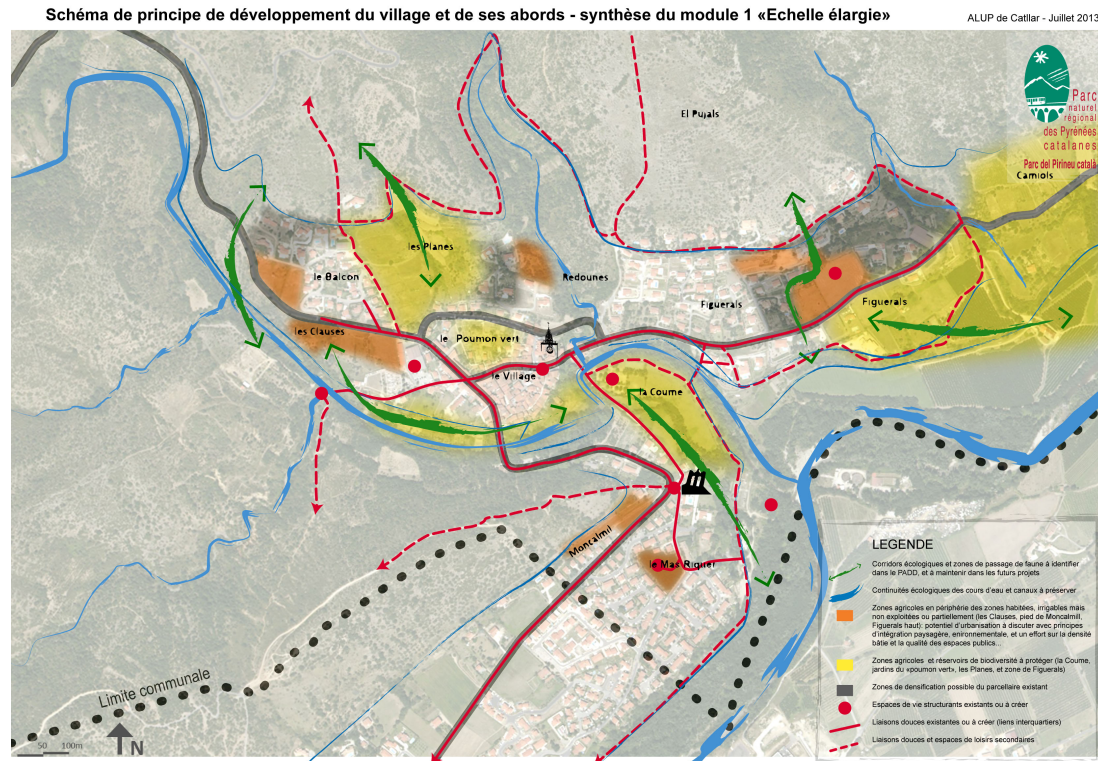 Schéma de principe de développement du village et de ses abords - synthèse du module 1 «Echelle élargie»
ALUP de Catllar - Juillet 2013
Parc
naturel
régional
des Pyrénées
catalanes
Parc del Pirineu català
El Pujals
Camiols
les Planes
le Balcon
Redounes
Figuerals
Figuerals
les Clauses
le Poumon vert
le Village
la Coume
Moncalmil
le Mas Riquer
Limite communale
50 100m
N
LEGENDE
Corridors écologiques et zones de passage de faune à identifier
dans le PADD, et à maintenir dans les futurs projets
Continuités écologiques des cours d'eau et canaux à préserver
Zones agricoles en périphérie des zones habitées, irrigables mais
non exploitées ou partiellement (les Clauses, pied de Moncalmill,
Figuerals haut): potentiel d'urbanisation à discuter avec principes
d'intégration paysagère, enironnementale, et un effort sur la densité
bâtie et la qualité des espaces publics...
Zones agricoles et réservoirs de biodiversité à protéger (la Coume,
jardins du «poumon vert», les Planes, et zone de Figuerals)
Zones de densification possible du parcellaire existant
Espaces de vie structurants existants ou à créer
Liaisons douces existantes ou à créer (liens interquartiers)
Liaisons douces et espaces de loisirs secondaires